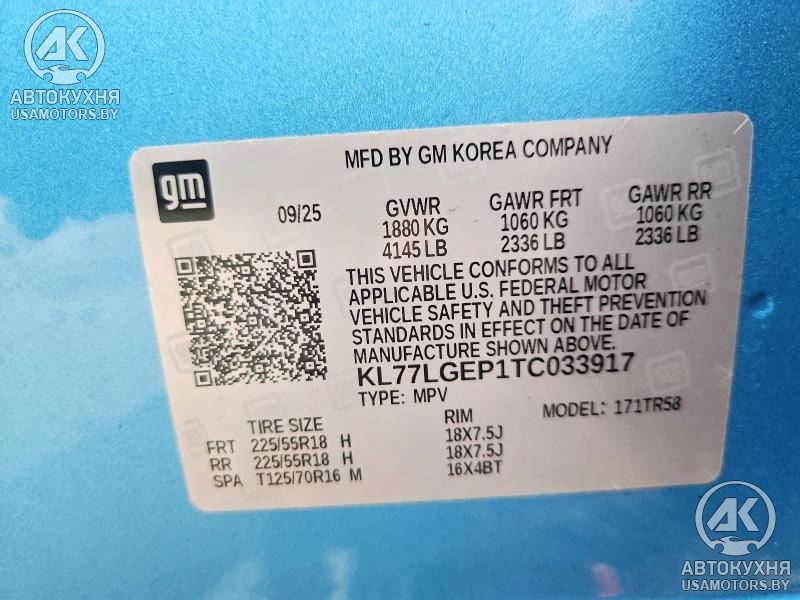 АВТОКУХНЯ
USAMOTORS.BY
gm
MFD BY GM KOREA COMPANY
09/25
GVWR GAWR FRT GAWR RR
1880 KG 1060 KG 1060 KG
4145 LB 2336 LB 2336 LB
THIS VEHICLE CONFORMS TO ALL
APPLICABLE U.S. FEDERAL MOTOR
VEHICLE SAFETY AND THEFT PREVENTION
STANDARDS IN EFFECT ON THE DATE OF
MANUFACTURE SHOWN ABOVE.
KL77LGEP1TC033917
TYPE: MPV MODEL: 171TR58
TIRE SIZE RIM
FRT 225/55R18 H 18X7.5J
RR 225/55R18 H 18X7.5J
SPA T125/70R16 M 16X4BT
АВТОКУХНЯ
USAMOTORS.BY